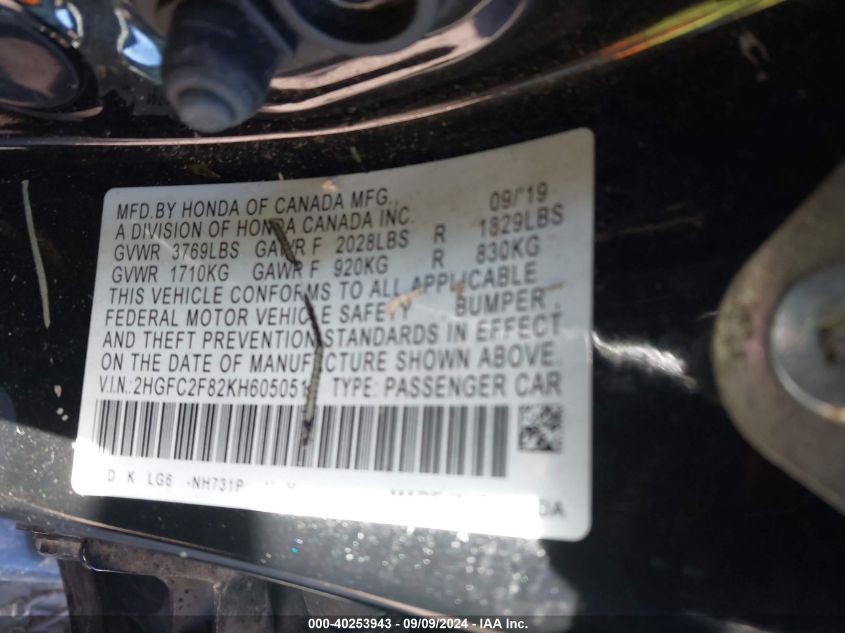 MFD.BY HONDA OF CANADA MFG., 09/'19
A DIVISION OF HONDA CANADA INC.
GVWR 3769LBS GAWR F 2028LBS R 1829LBS
GVWR 1710KG GAWR F 920KG R 830KG
THIS VEHICLE CONFORMS TO ALL APPLICABLE
FEDERAL MOTOR VEHICLE SAFETY BUMPER,
AND THEFT PREVENTION STANDARDS IN EFFECT
ON THE DATE OF MANUFACTURE SHOWN ABOVE.
V.I.N.:2HGFC2F82KH605051 TYPE: PASSENGER CAR
D K LG6 -NH731P
000-40253943 - 09/09/2024 - IAA Inc.